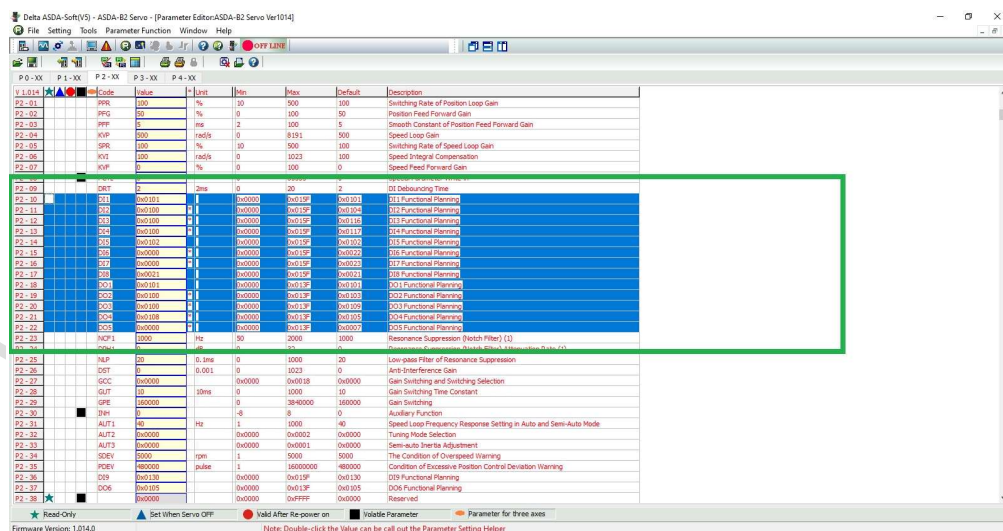 Delta ASDA-Soft(V5) - ASDA-B2 Servo - [Parameter Editor:ASDA-B2 Servo Ver1014]
File Setting Tools Parameter Function Window Help
OFF LINE
P 0 - XX P 1 - XX P 2 - XX P 3 - XX P 4 - XX
V 1.014 Code Value * Unit Min Max Default Description
P2 - 01 PPR 100 % 10 500 100 Switching Rate of Position Loop Gain
P2 - 02 PFG 50 % 0 100 50 Position Feed Forward Gain
P2 - 03 PFF 5 ms 2 100 5 Smooth Constant of Position Feed Forward Gain
P2 - 04 KVP 500 rad/s 0 8191 500 Speed Loop Gain
P2 - 05 SPR 100 % 10 500 100 Switching Rate of Speed Loop Gain
P2 - 06 KVI 100 rad/s 0 1023 100 Speed Integral Compensation
P2 - 07 KVF 0 % 0 100 0 Speed Feed Forward Gain
P2 - 09 DRT 2 2ms 0 20 2 DI Debouncing Time
P2 - 10 DI1 0x0101 0x0000 0x015F 0x0101 DI1 Functional Planning
P2 - 11 DI2 0x0100 * 0x0000 0x015F 0x0104 DI2 Functional Planning
P2 - 12 DI3 0x0100 * 0x0000 0x015F 0x0116 DI3 Functional Planning
P2 - 13 DI4 0x0100 * 0x0000 0x015F 0x0117 DI4 Functional Planning
P2 - 14 DI5 0x0102 0x0000 0x015F 0x0102 DI5 Functional Planning
P2 - 15 DI6 0x0000 * 0x0000 0x015F 0x0022 DI6 Functional Planning
P2 - 16 DI7 0x0000 * 0x0000 0x015F 0x0023 DI7 Functional Planning
P2 - 17 DI8 0x0021 0x0000 0x015F 0x0021 DI8 Functional Planning
P2 - 18 DO1 0x0101 0x0000 0x013F 0x0101 DO1 Functional Planning
P2 - 19 DO2 0x0100 * 0x0000 0x013F 0x0103 DO2 Functional Planning
P2 - 20 DO3 0x0100 * 0x0000 0x013F 0x0109 DO3 Functional Planning
P2 - 21 DO4 0x0108 * 0x0000 0x013F 0x0105 DO4 Functional Planning
P2 - 22 DO5 0x0000 * 0x0000 0x013F 0x0007 DO5 Functional Planning
P2 - 23 NCF1 1000 Hz 50 2000 1000 Resonance Suppression (Notch Filter) (1)
P2 - 25 NLP 20 0.1ms 0 1000 20 Low-pass Filter of Resonance Suppression
P2 - 26 DST 0 0.001 0 1023 0 Anti-Interference Gain
P2 - 27 GCC 0x0000 0x0000 0x0018 0x0000 Gain Switching and Switching Selection
P2 - 28 GUT 10 10ms 0 1000 10 Gain Switching Time Constant
P2 - 29 GPE 160000 0 3840000 160000 Gain Switching
P2 - 30 INH 0 -8 8 0 Auxiliary Function
P2 - 31 AUT1 40 Hz 1 1000 40 Speed Loop Frequency Response Setting in Auto and Semi-Auto Mode
P2 - 32 AUT2 0x0000 0x0000 0x0002 0x0000 Tuning Mode Selection
P2 - 33 AUT3 0x0000 0x0000 0x0001 0x0000 Semi-auto Inertia Adjustment
P2 - 34 SDEV 5000 rpm 1 5000 5000 The Condition of Overspeed Warning
P2 - 35 PDEV 480000 pulse 1 16000000 480000 Condition of Excessive Position Control Deviation Warning
P2 - 36 DI9 0x0130 0x0000 0x015F 0x0130 DI9 Functional Planning
P2 - 37 DO6 0x0105 0x0000 0x013F 0x0105 DO6 Functional Planning
P2 - 38 0x0000 0x0000 0xFFFF 0x0000 Reserved
Read-Only Set When Servo OFF Valid After Re-power on Volatile Parameter Parameter for three axes
Firmware Version: 1.014.0 Note: Double-click the Value can be call out the Parameter Setting Helper